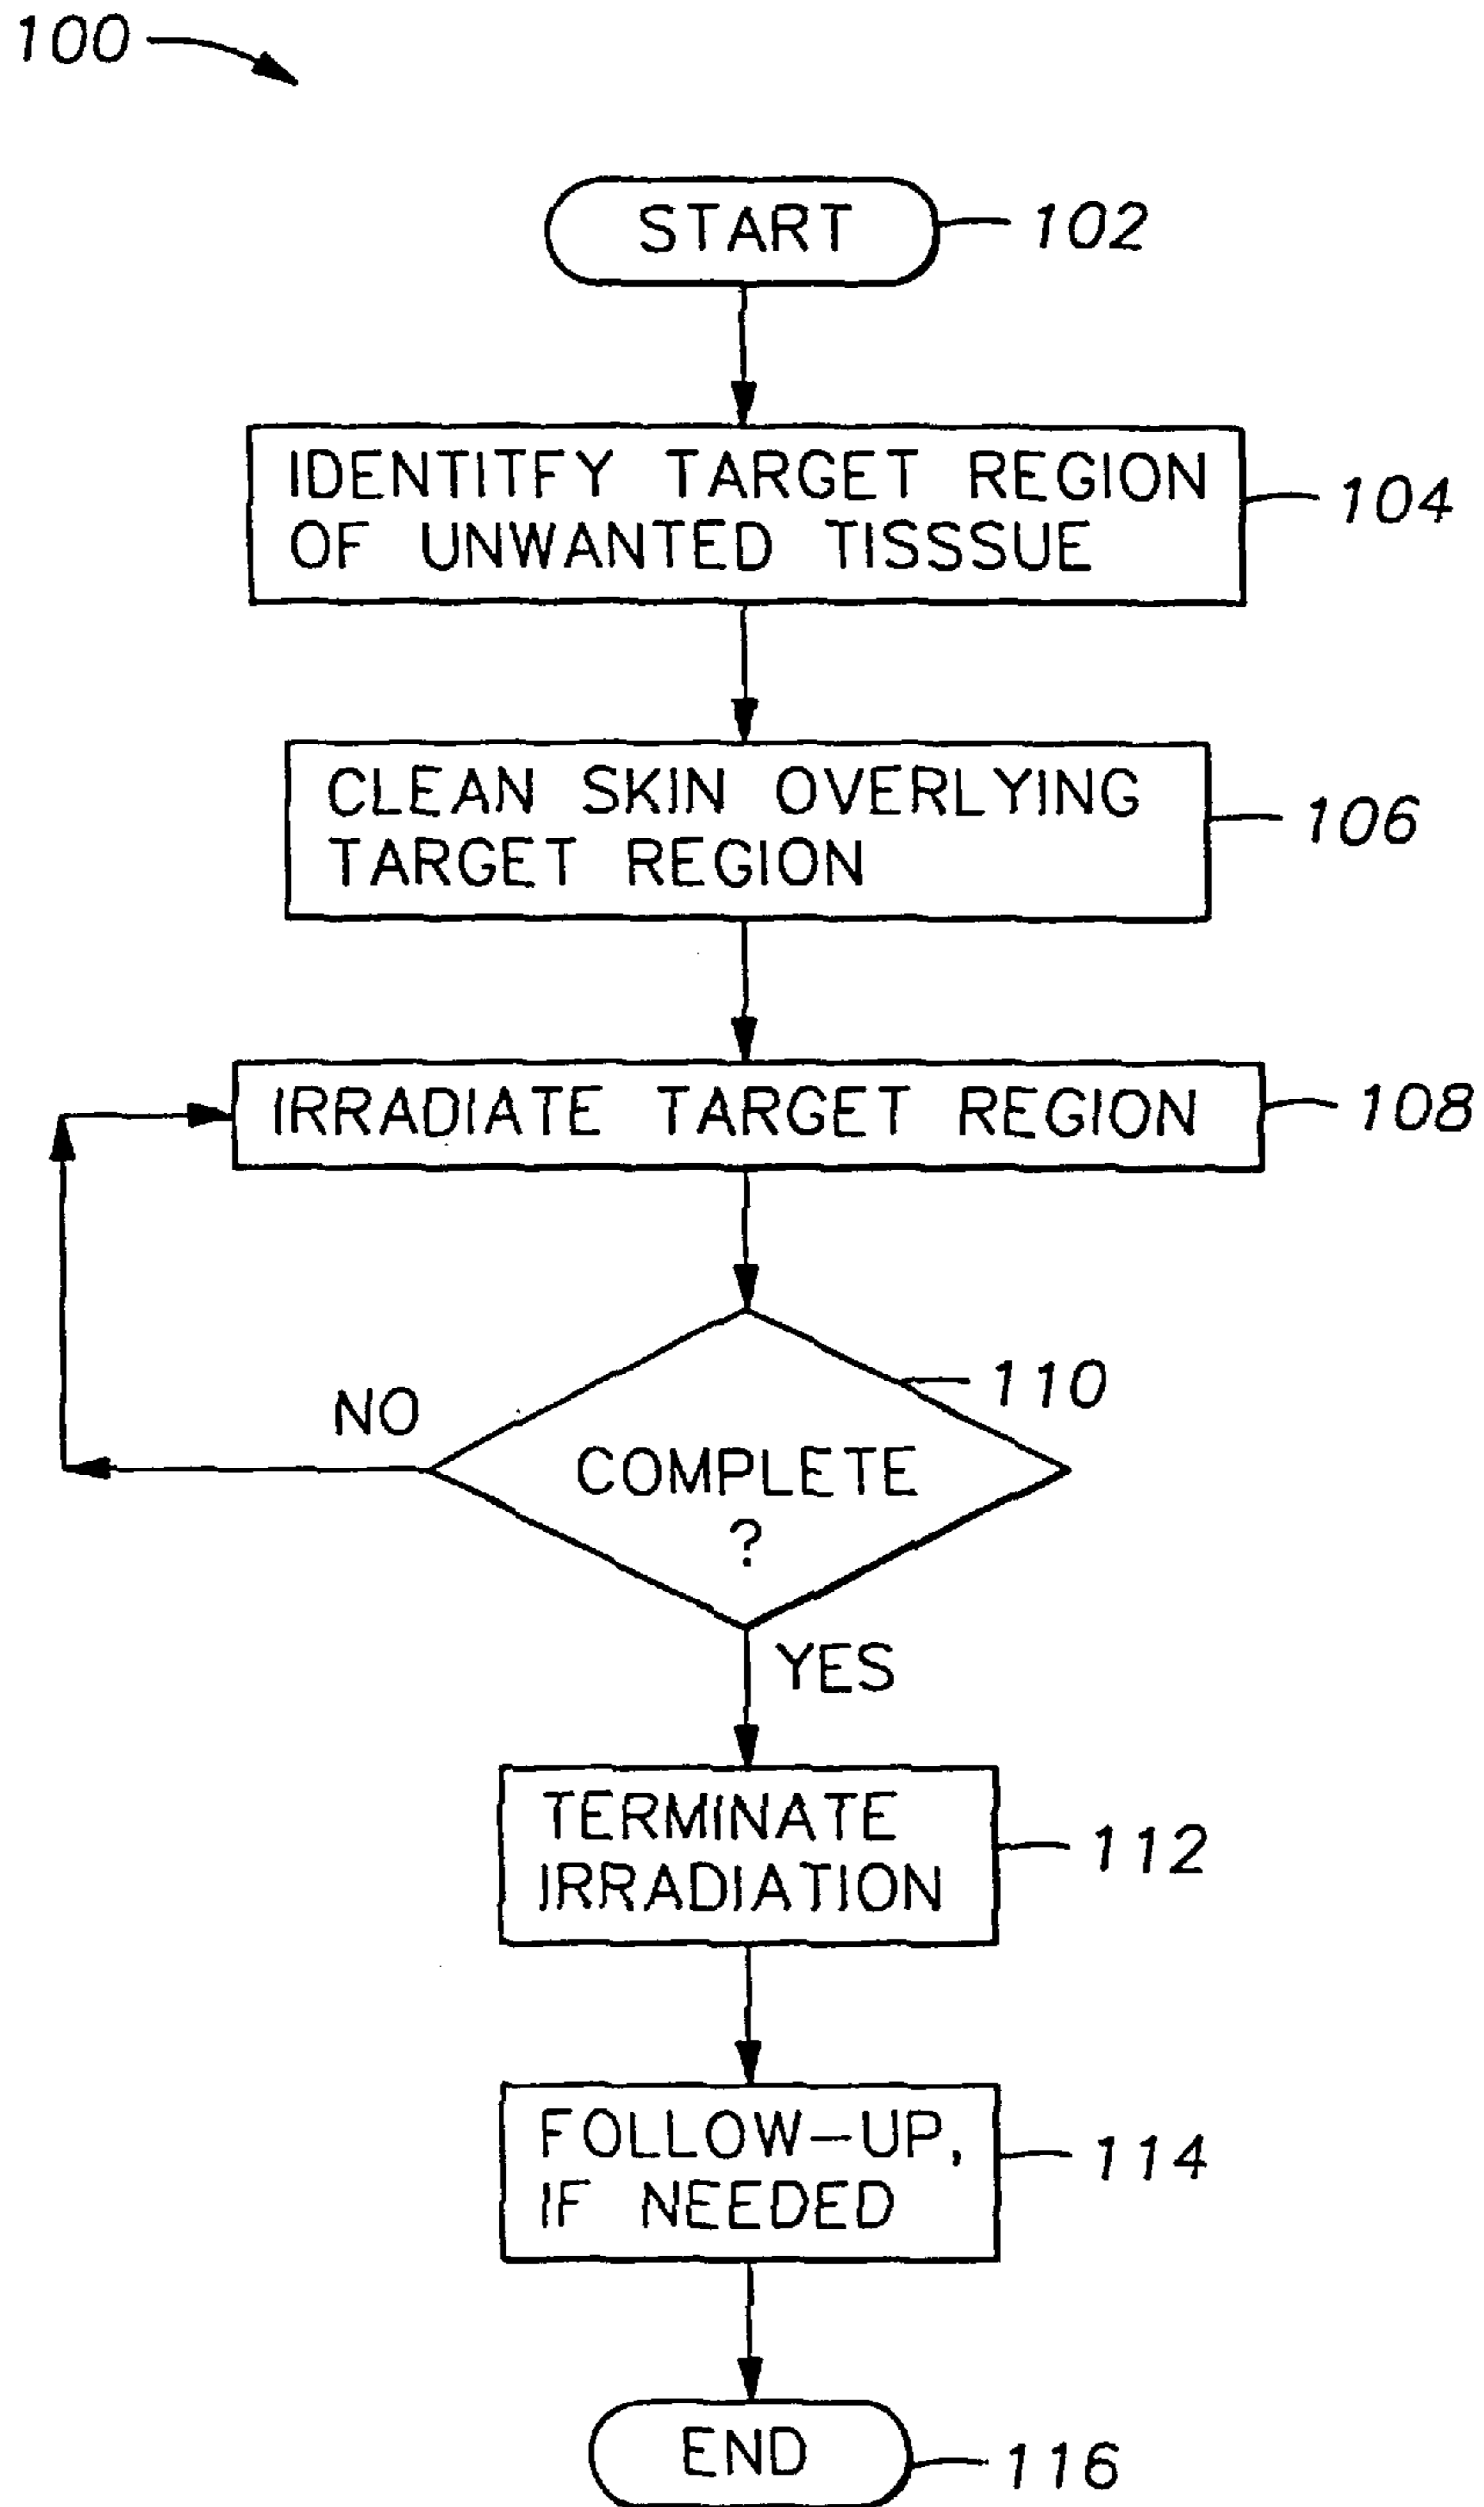 100
START
102
IDENTITFY TARGET REGION
OF UNWANTED TISSSUE
104
CLEAN SKIN OVERLYING
TARGET REGION
106
IRRADIATE TARGET REGION
108
110
NO
COMPLETE
?
YES
TERMINATE
IRRADIATION
112
FOLLOW-UP,
IF NEEDED
114
END
116